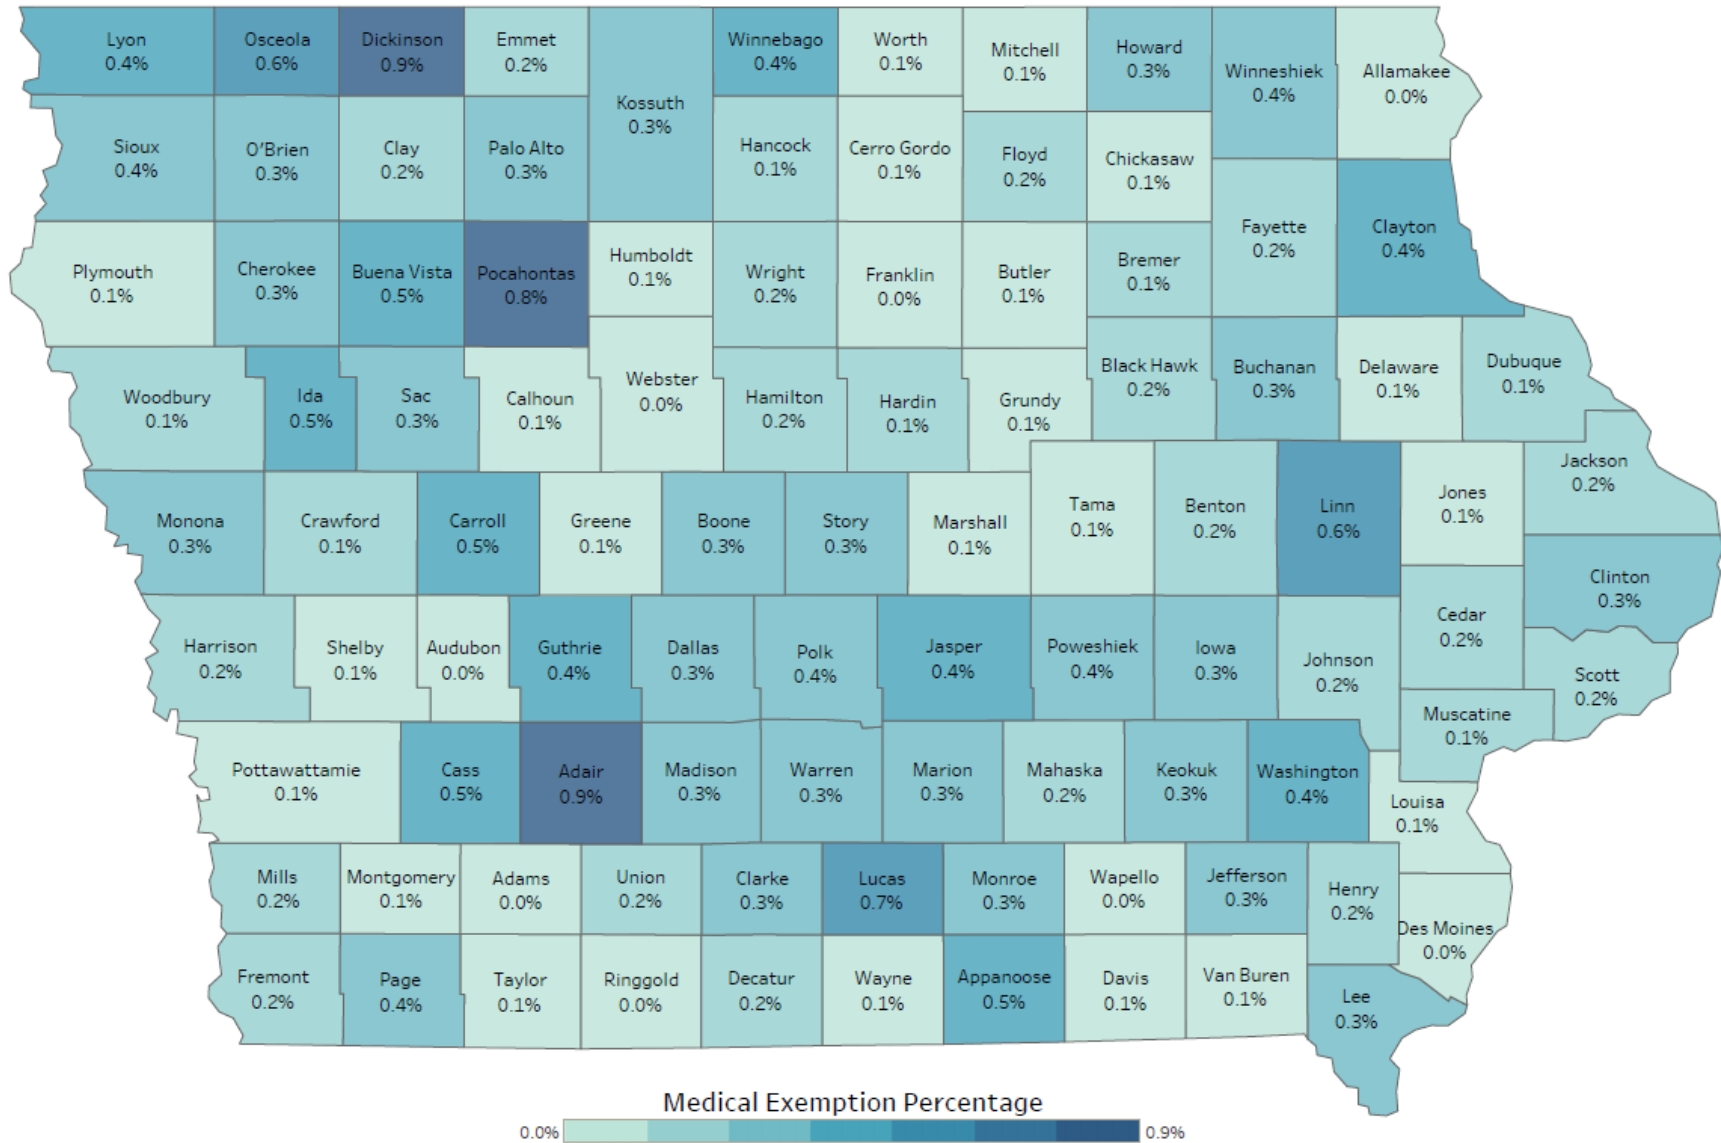 Lyon
0.4%
Osceola
0.6%
Dickinson
0.9%
Emmet
0.2%
Kossuth
0.3%
Winnebago
0.4%
Worth
0.1%
Mitchell
0.1%
Howard
0.3%
Winneshiek
0.4%
Allamakee
0.0%
Sioux
0.4%
O'Brien
0.3%
Clay
0.2%
Palo Alto
0.3%
Hancock
0.1%
Cerro Gordo
0.1%
Floyd
0.2%
Chickasaw
0.1%
Plymouth
0.1%
Cherokee
0.3%
Buena Vista
0.5%
Pocahontas
0.8%
Humboldt
0.1%
Wright
0.2%
Franklin
0.0%
Butler
0.1%
Bremer
0.1%
Fayette
0.2%
Clayton
0.4%
Woodbury
0.1%
Ida
0.5%
Sac
0.3%
Calhoun
0.1%
Webster
0.0%
Hamilton
0.2%
Hardin
0.1%
Grundy
0.1%
Black Hawk
0.2%
Buchanan
0.3%
Delaware
0.1%
Dubuque
0.1%
Monona
0.3%
Crawford
0.1%
Carroll
0.5%
Greene
0.1%
Boone
0.3%
Story
0.3%
Marshall
0.1%
Tama
0.1%
Benton
0.2%
Linn
0.6%
Jones
0.1%
Jackson
0.2%
Clinton
0.3%
Harrison
0.2%
Shelby
0.1%
Audubon
0.0%
Guthrie
0.4%
Dallas
0.3%
Polk
0.4%
Jasper
0.4%
Poweshiek
0.4%
Iowa
0.3%
Johnson
0.2%
Cedar
0.2%
Scott
0.2%
Muscatine
0.1%
Pottawattamie
0.1%
Cass
0.5%
Adair
0.9%
Madison
0.3%
Warren
0.3%
Marion
0.3%
Mahaska
0.2%
Keokuk
0.3%
Washington
0.4%
Louisa
0.1%
Mills
0.2%
Montgomery
0.1%
Adams
0.0%
Union
0.2%
Clarke
0.3%
Lucas
0.7%
Monroe
0.3%
Wapello
0.0%
Jefferson
0.3%
Henry
0.2%
Des Moines
0.0%
Fremont
0.2%
Page
0.4%
Taylor
0.1%
Ringgold
0.0%
Decatur
0.2%
Wayne
0.1%
Appanoose
0.5%
Davis
0.1%
Van Buren
0.1%
Lee
0.3%
Medical Exemption Percentage
0.0%
0.9%